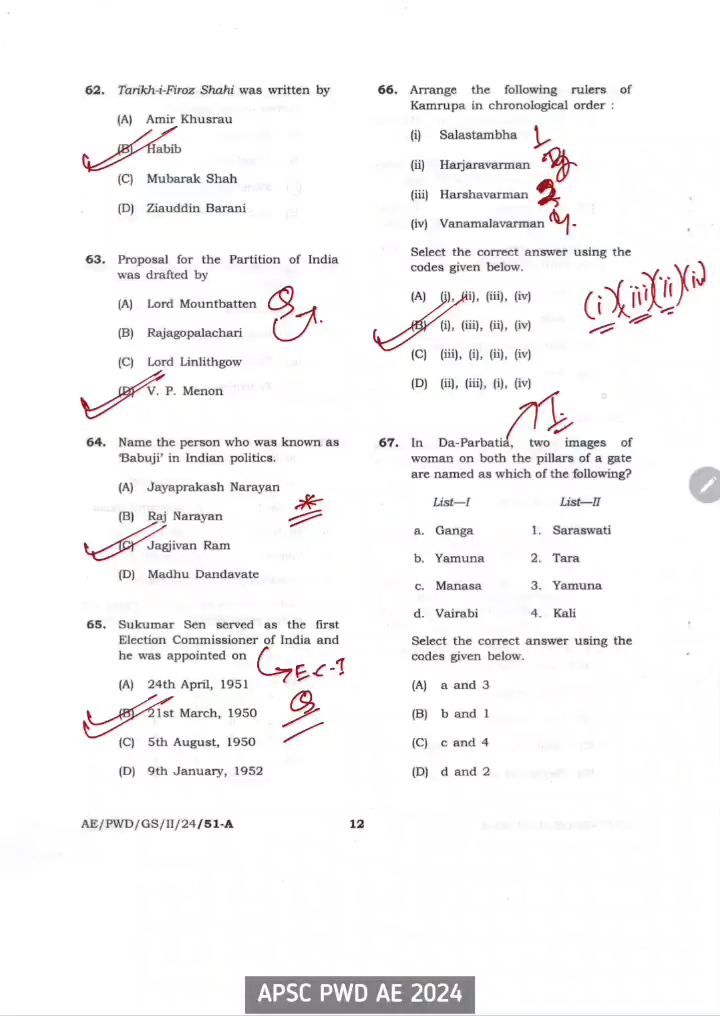 62. Tarikh-i-Firoz Shahi was written by
(A) Amir Khusrau
(B) Habib
(C) Mubarak Shah
(D) Ziauddin Barani
63. Proposal for the Partition of India
was drafted by
(A) Lord Mountbatten
(B) Rajagopalachari
(C) Lord Linlithgow
(D) V. P. Menon
64. Name the person who was known as
'Babuji' in Indian politics.
(A) Jayaprakash Narayan
(B) Raj Narayan
(C) Jagjivan Ram
(D) Madhu Dandavate
65. Sukumar Sen served as the first
Election Commissioner of India and
he was appointed on
E.C-I
(A) 24th April, 1951
(B) 21st March, 1950
(C) 5th August, 1950
(D) 9th January, 1952
66. Arrange the following rulers of
Kamrupa in chronological order :
(i) Salastambha 1
(ii) Harjaravarman
(iii) Harshavarman 2
(iv) Vanamalavarman 4.
Select the correct answer using the
codes given below.
(A) (i), (ii), (iii), (iv)
(B) (i), (iii), (ii), (iv)
(C) (iii), (i), (ii), (iv)
(D) (ii), (iii), (i), (iv)
(i) (iii) (ii) (iv)
I
67. In Da-Parbatia, two images of
woman on both the pillars of a gate
are named as which of the following?
List—I List—II
a. Ganga 1. Saraswati
b. Yamuna 2. Tara
c. Manasa 3. Yamuna
d. Vairabi 4. Kali
Select the correct answer using the
codes given below.
(A) a and 3
(B) b and 1
(C) c and 4
(D) d and 2
AE/PWD/GS/II/24/51-A 12
APSC PWD AE 2024